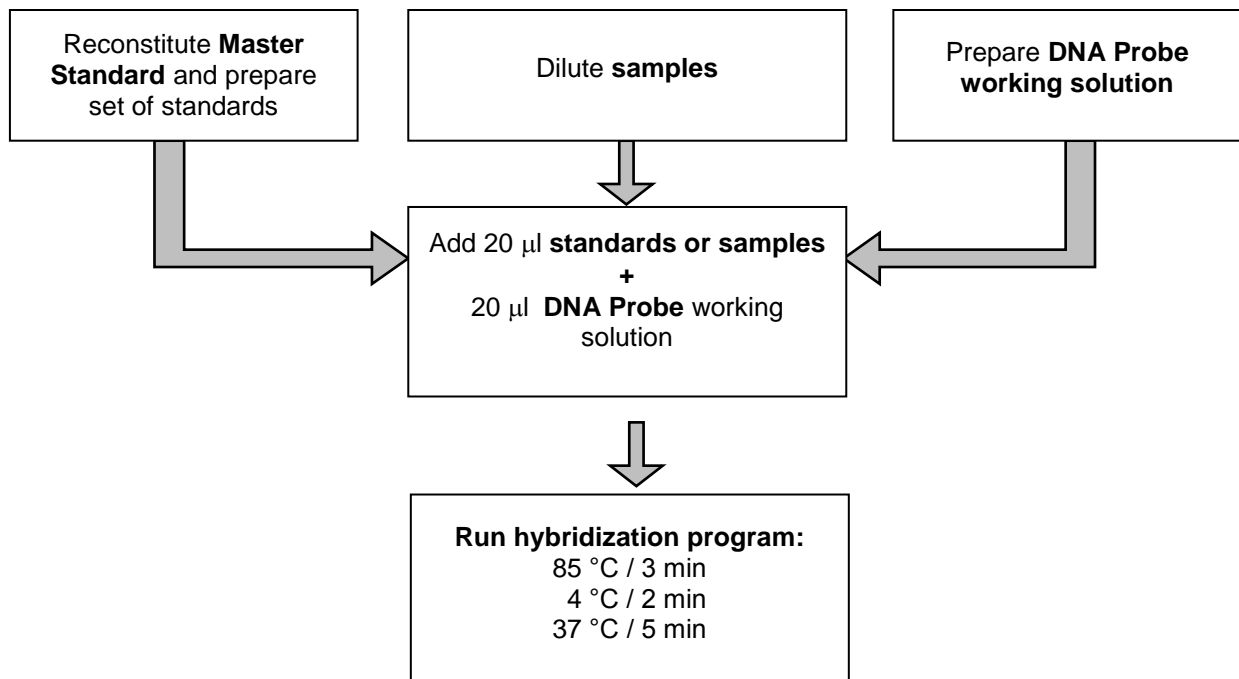 Reconstitute Master
Standard and prepare
set of standards
Dilute samples
Prepare DNA Probe
working solution
Add 20 μl standards or samples
+
20 μl DNA Probe working
solution
Run hybridization program:
85 °C / 3 min
4 °C / 2 min
37 °C / 5 min